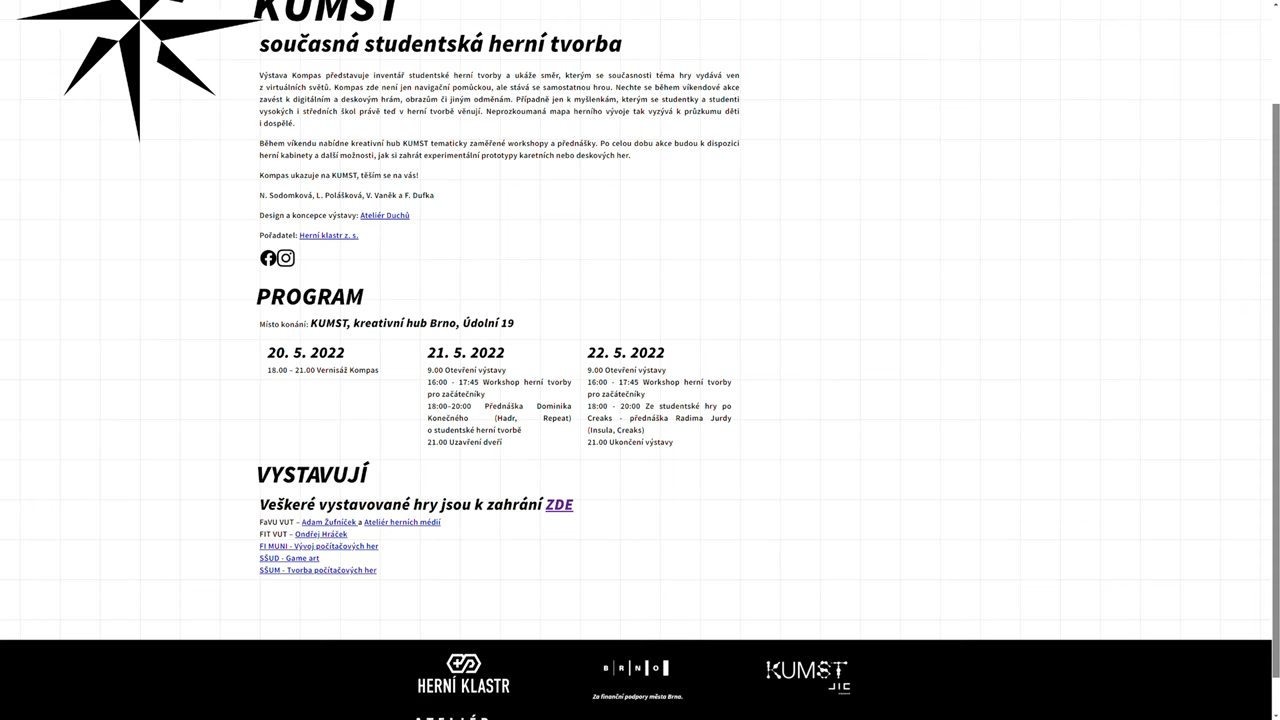 KUMST
současná studentská herní tvorba
Výstava Kompas představuje inventář studentské herní tvorby a ukáže směr, kterým se současnosti téma hry vydává ven
z virtuálních světů. Kompas zde není jen navigační pomůckou, ale stává se samostatnou hrou. Nechte se během víkendové akce
zavést k digitálním a deskovým hrám, obrazům či jiným odměnám. Případně jen k myšlenkám, kterým se studentky a studenti
vysokých i středních škol právě teď v herní tvorbě věnují. Neprozkoumaná mapa herního vývoje tak vyzývá k průzkumu děti
i dospělé.
Během víkendu nabídne kreativní hub KUMST tematicky zaměřené workshopy a přednášky. Po celou dobu akce budou k dispozici
herní kabinety a další možnosti, jak si zahrát experimentální prototypy karetních nebo deskových her.
Kompas ukazuje na KUMST, těším se na vás!
N. Sodomková, L. Polášková, V. Vaněk a F. Dufka
Design a koncepce výstavy: Ateliér Duchů
Pořadatel: Herní klastr z. s.
PROGRAM
Místo konání: KUMST, kreativní hub Brno, Údolní 19
20. 5. 2022
18.00 – 21.00 Vernisáž Kompas
21. 5. 2022
9.00 Otevření výstavy
16:00 - 17:45 Workshop herní tvorby
pro začátečníky
18:00-20:00 Přednáška Dominika
Konečného (Hadr, Repeat)
o studentské herní tvorbě
21.00 Uzavření dveří
22. 5. 2022
9.00 Otevření výstavy
16:00 - 17:45 Workshop herní tvorby
pro začátečníky
18:00 - 20:00 Ze studentské hry po
Creaks - přednáška Radima Jurdy
(Insula, Creaks)
21.00 Ukončení výstavy
VYSTAVUJÍ
Veškeré vystavované hry jsou k zahrání ZDE
FaVU VUT – Adam Žufníček a Ateliér herních médií
FIT VUT – Ondřej Hráček
FI MUNI - Vývoj počítačových her
SŠUD - Game art
SŠUM - Tvorba počítačových her
HERNÍ KLASTR
BRNO
Za finanční podpory města Brna.
KUMST
JIC
ATELIÉR